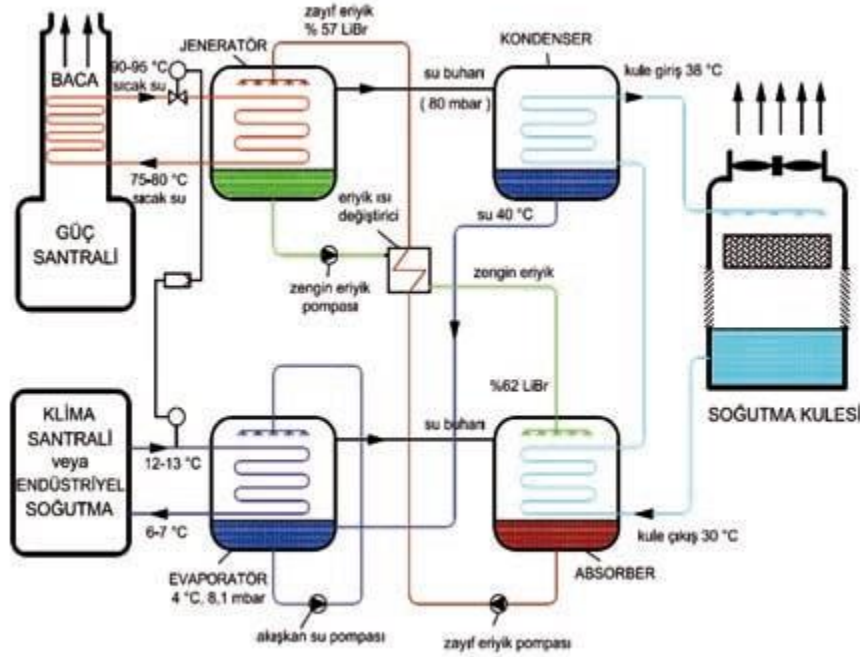 zayıf eriyik
% 57 LiBr
JENERATÖR
KONDENSER
BACA
90-95 °C
sıcak su
su buharı
( 80 mbar )
kule giriş 38 °C
75-80 °C
sıcak su
eriyik ısı
değiştirici
su 40 °C
GÜÇ
SANTRALİ
zengin eriyik
pompası
zengin eriyik
%62 LiBr
SOĞUTMA KULESİ
KLİMA
SANTRALİ
veya
ENDÜSTRİYEL
SOĞUTMA
12-13 °C
su buharı
6-7 °C
kule çıkış 30 °C
EVAPORATÖR
4 °C, 8,1 mbar
ABSORBER
akışkan su pompası
zayıf eriyik pompası